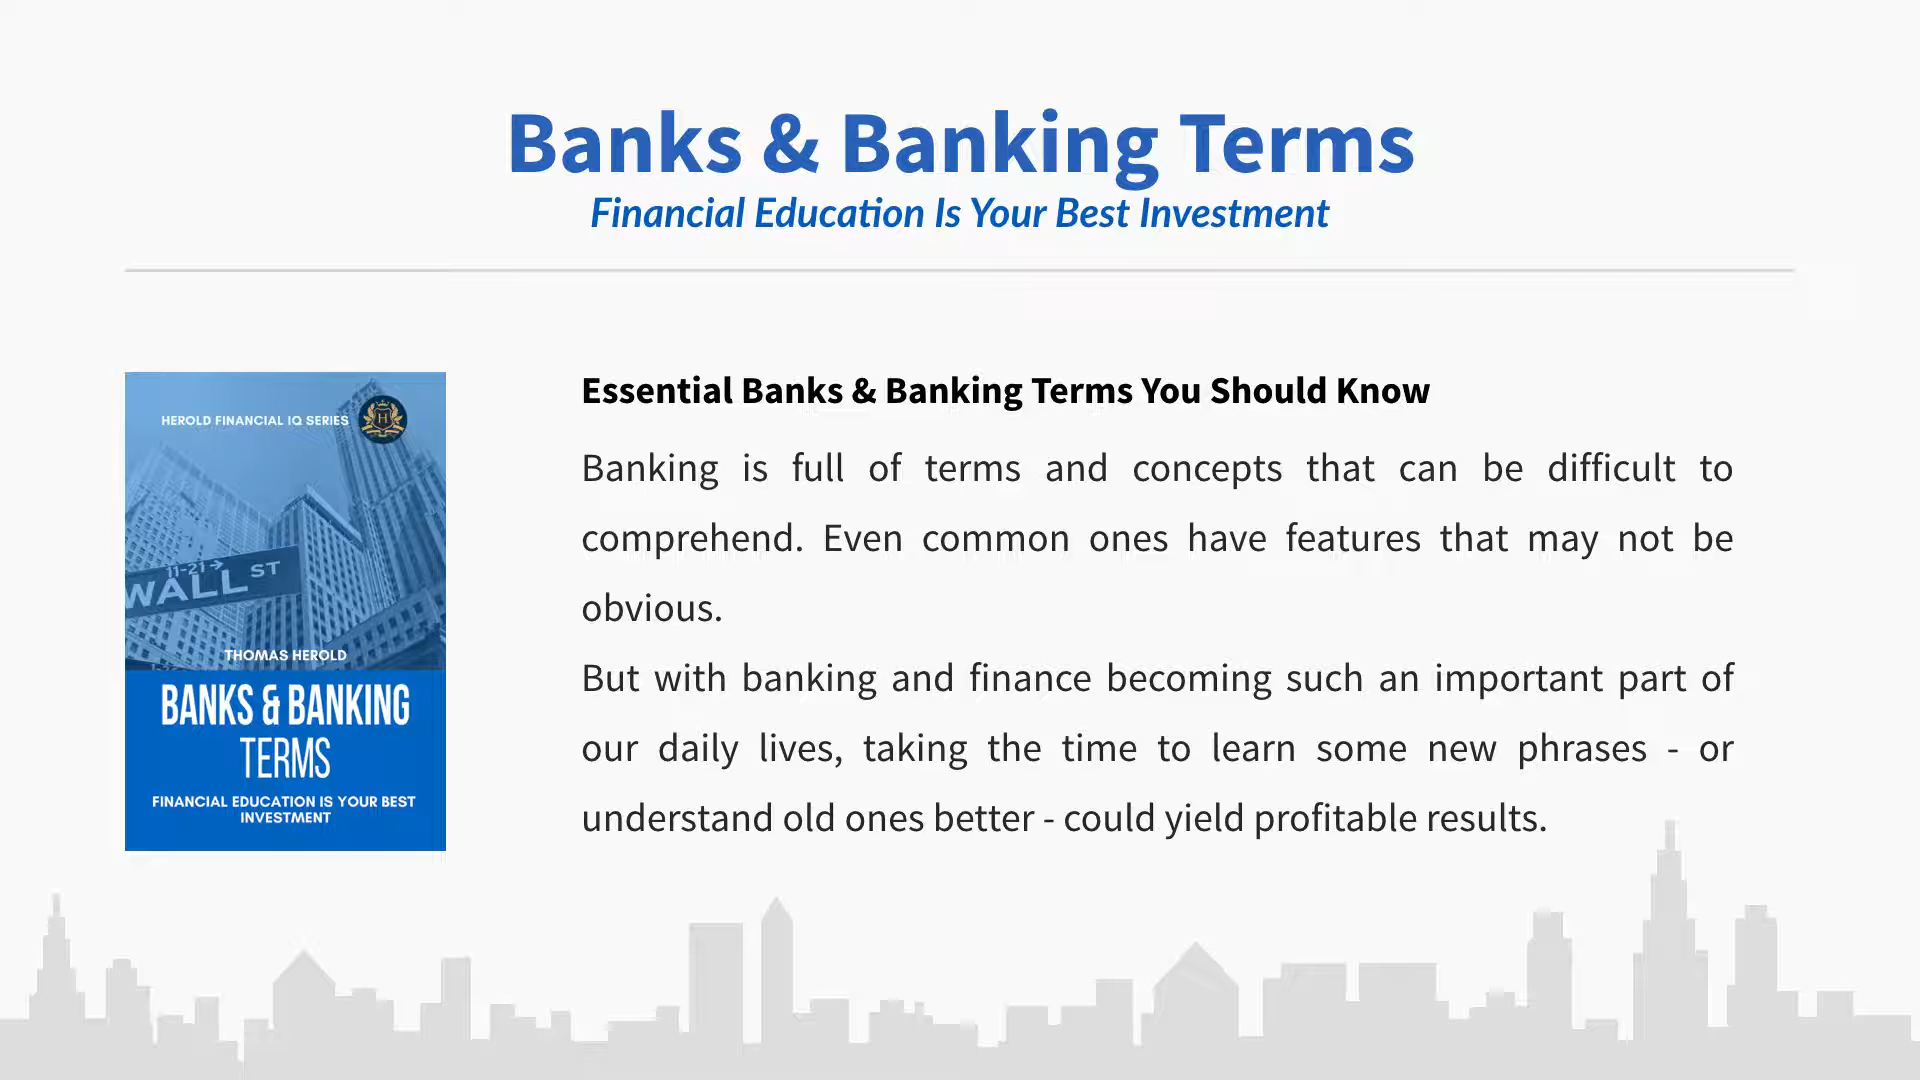 Banks & Banking Terms
Financial Education Is Your Best Investment
HEROLD FINANCIAL IQ SERIES
H
11-21→
WALL ST
THOMAS HEROLD
BANKS & BANKING
TERMS
FINANCIAL EDUCATION IS YOUR BEST
INVESTMENT
Essential Banks & Banking Terms You Should Know
Banking is full of terms and concepts that can be difficult to
comprehend. Even common ones have features that may not be
obvious.
But with banking and finance becoming such an important part of
our daily lives, taking the time to learn some new phrases - or
understand old ones better - could yield profitable results.